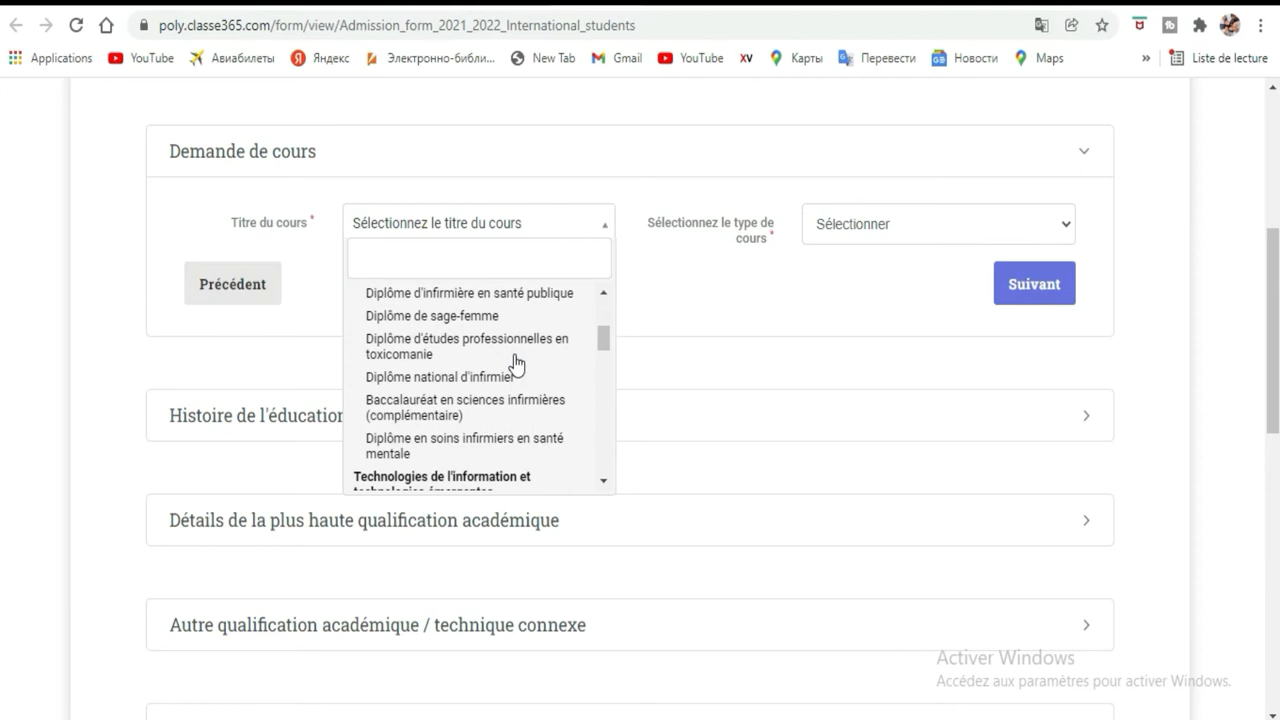 poly.classe365.com/form/view/Admission_form_2021_2022_International_students
Applications YouTube Авиабилеты Яндекс Электронно-библи... New Tab Gmail YouTube XV Карты Перевести Новости Maps » Liste de lecture
Demande de cours
Titre du cours *
Sélectionnez le titre du cours
Sélectionnez le type de
cours *
Sélectionner
Précédent
Suivant
Diplôme d'infirmière en santé publique
Diplôme de sage-femme
Diplôme d'études professionnelles en
toxicomanie
Diplôme national d'infirmier
Baccalauréat en sciences infirmières
(complémentaire)
Diplôme en soins infirmiers en santé
mentale
Technologies de l'information et
technologies émergentes
Histoire de l'éducation
Détails de la plus haute qualification académique
Autre qualification académique / technique connexe
Activer Windows
Accédez aux paramètres pour activer Windows.